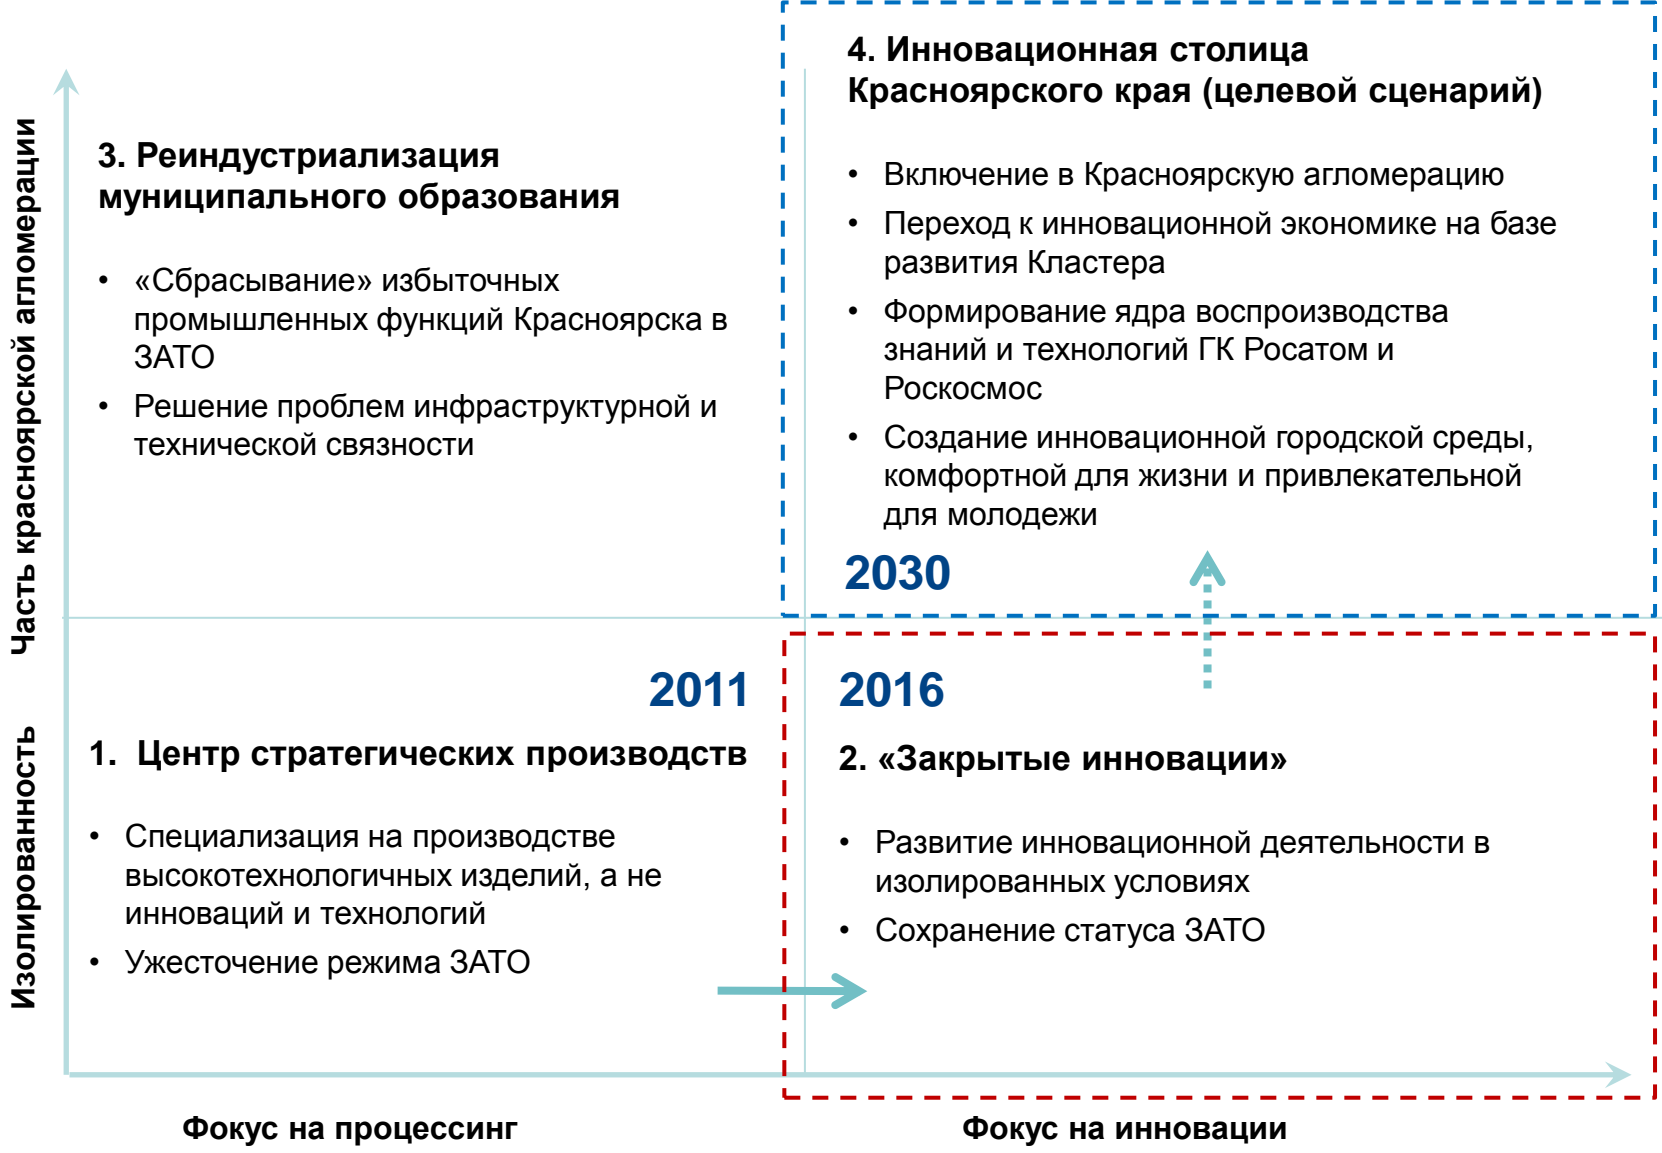 Часть красноярской агломерации
Изолированность
3. Реиндустриализация
муниципального образования
• «Сбрасывание» избыточных
промышленных функций Красноярска в
ЗАТО
• Решение проблем инфраструктурной и
технической связности
4. Инновационная столица
Красноярского края (целевой сценарий)
• Включение в Красноярскую агломерацию
• Переход к инновационной экономике на базе
развития Кластера
• Формирование ядра воспроизводства
знаний и технологий ГК Росатом и
Роскосмос
• Создание инновационной городской среды,
комфортной для жизни и привлекательной
для молодежи
2030
2011
1. Центр стратегических производств
• Специализация на производстве
высокотехнологичных изделий, а не
инноваций и технологий
• Ужесточение режима ЗАТО
2016
2. «Закрытые инновации»
• Развитие инновационной деятельности в
изолированных условиях
• Сохранение статуса ЗАТО
Фокус на процессинг
Фокус на инновации